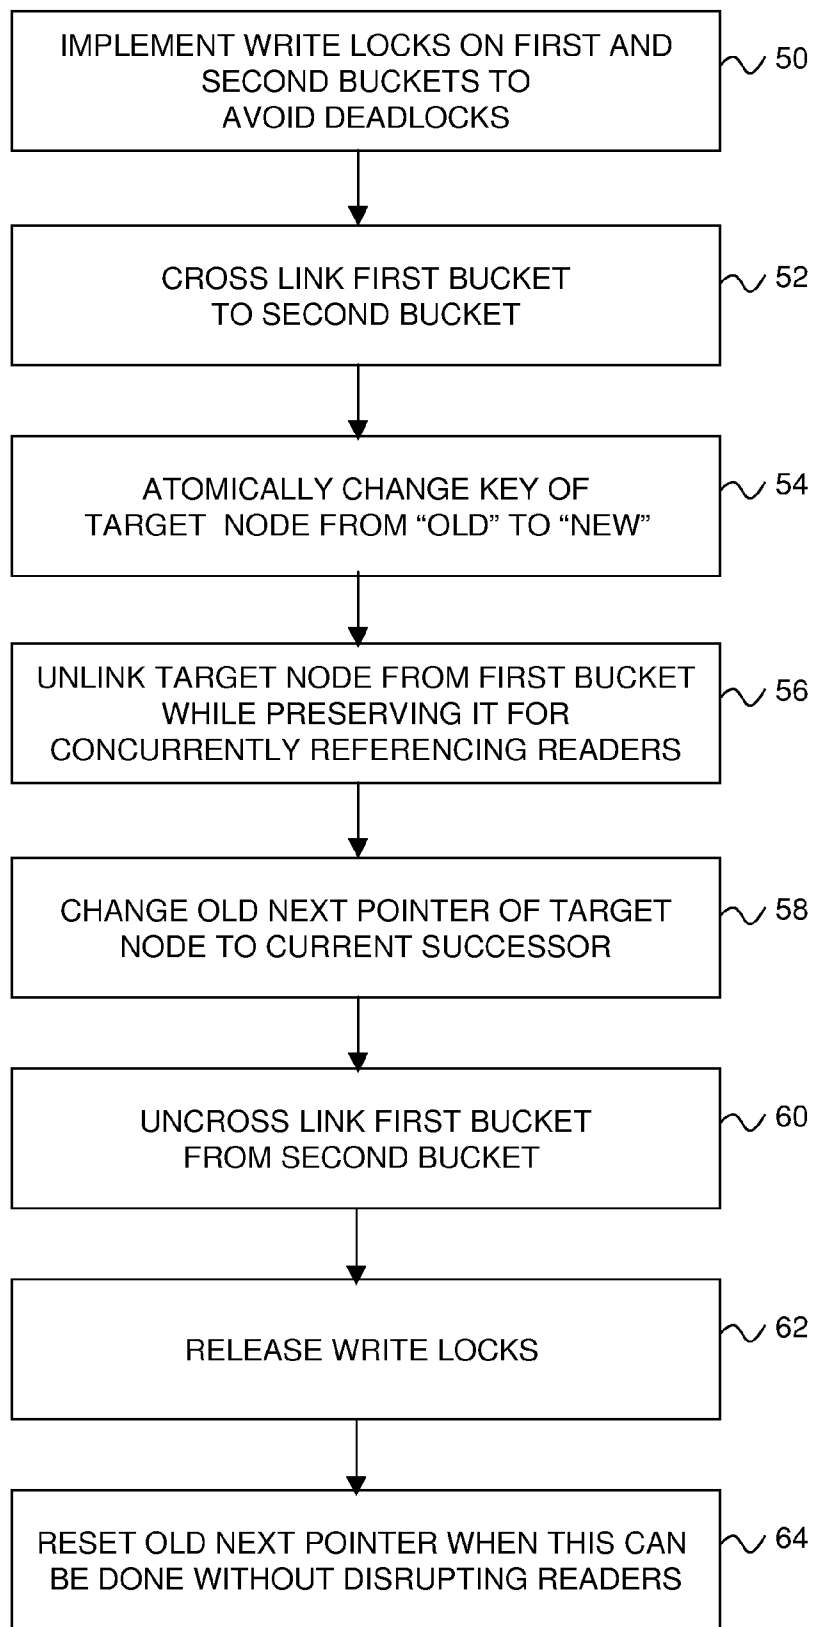 IMPLEMENT WRITE LOCKS ON FIRST AND
SECOND BUCKETS TO
AVOID DEADLOCKS
50
CROSS LINK FIRST BUCKET
TO SECOND BUCKET
52
ATOMICALLY CHANGE KEY OF
TARGET NODE FROM “OLD” TO “NEW”
54
UNLINK TARGET NODE FROM FIRST BUCKET
WHILE PRESERVING IT FOR
CONCURRENTLY REFERENCING READERS
56
CHANGE OLD NEXT POINTER OF TARGET
NODE TO CURRENT SUCCESSOR
58
UNCROSS LINK FIRST BUCKET
FROM SECOND BUCKET
60
RELEASE WRITE LOCKS
62
RESET OLD NEXT POINTER WHEN THIS CAN
BE DONE WITHOUT DISRUPTING READERS
64